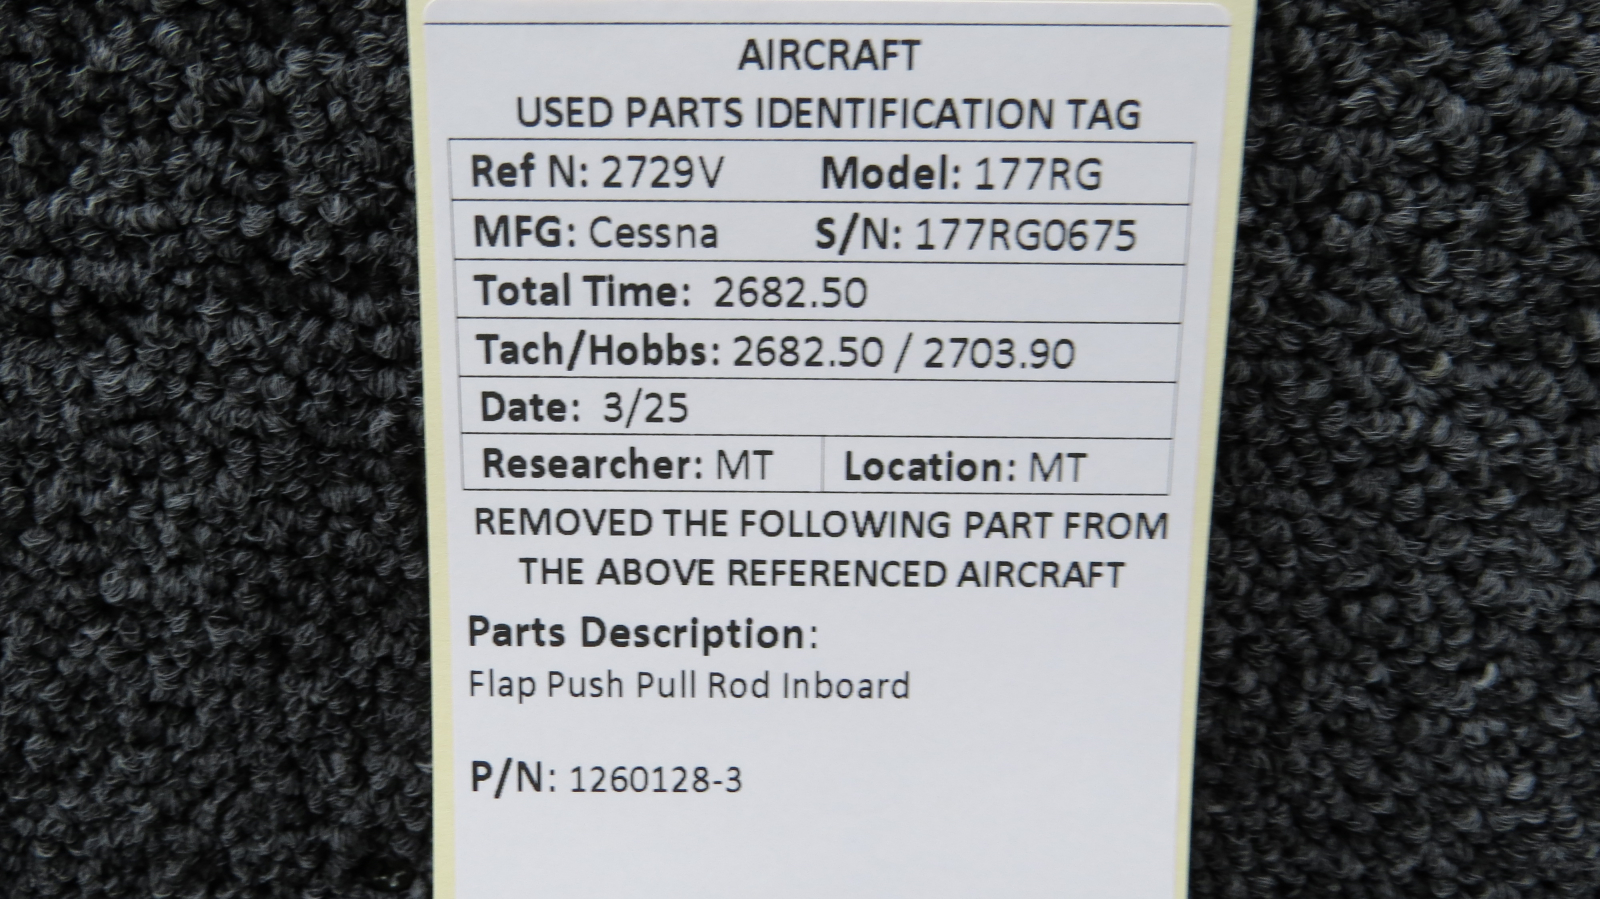 AIRCRAFT
USED PARTS IDENTIFICATION TAG
Ref N: 2729V Model: 177RG
MFG: Cessna S/N: 177RG0675
Total Time: 2682.50
Tach/Hobbs: 2682.50 / 2703.90
Date: 3/25
Researcher: MT Location: MT
REMOVED THE FOLLOWING PART FROM
THE ABOVE REFERENCED AIRCRAFT
Parts Description:
Flap Push Pull Rod Inboard
P/N: 1260128-3